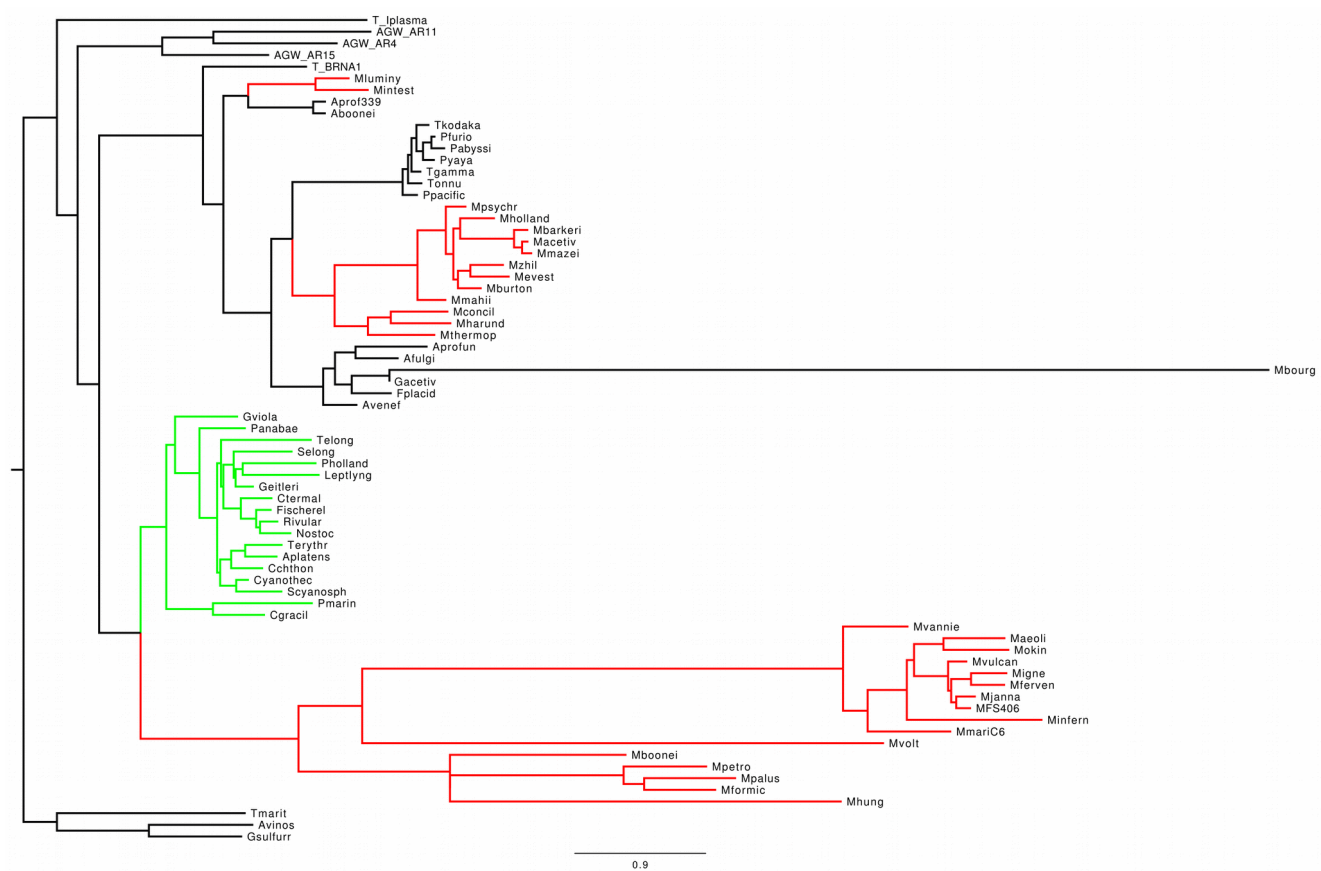 T_Iplasma
AGW_AR11
AGW_AR4
AGW_AR15
T_BRNA1
Mluminy
Mintest
Aprof339
Aboonei
Tkodaka
Pfurio
Pabyssi
Pyaya
Tgamma
Tonnu
Ppacific
Mpsychr
Mholland
Mbarkeri
Macetiv
Mmazei
Mzhil
Mevest
Mburton
Mmahii
Mconcil
Mharund
Mthermop
Aprofun
Afulgi
Mbourg
Gacetiv
Fplacid
Avenef
Gviola
Panabae
Telong
Selong
Pholland
Leptlyng
Geitleri
Ctermal
Fischerel
Rivular
Nostoc
Terythr
Aplatens
Cchthon
Cyanothec
Scyanosph
Pmarin
Cgracil
Mvannie
Maeoli
Mokin
Mvulcan
Migne
Mferven
Mjanna
MFS406
Minfern
MmariC6
Mvolt
Mboonei
Mpetro
Mpalus
Mformic
Mhung
Tmarit
Avinos
Gsulfurr
0.9